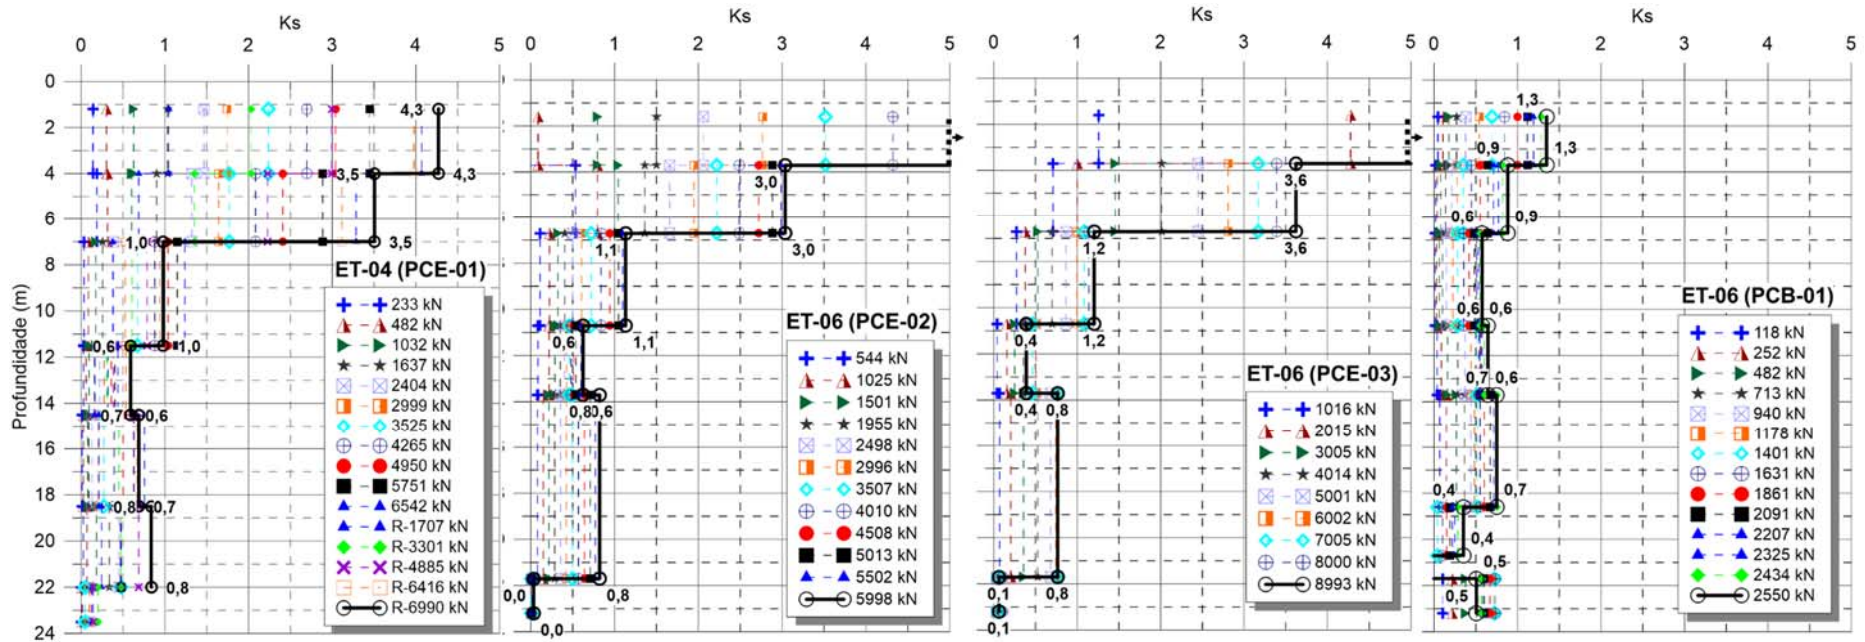 Ks
0 1 2 3 4 5
Profundidade (m)
0
2
4
6
8
10
12
14
16
18
20
22
24
4,3
3,5
4,3
1,0
3,5
0,6
1,0
0,7
0,6
0,8
0,7
0,8
ET-04 (PCE-01)
233 kN
482 kN
1032 kN
1637 kN
2404 kN
2999 kN
3525 kN
4265 kN
4950 kN
5751 kN
6542 kN
R-1707 kN
R-3301 kN
R-4885 kN
R-6416 kN
R-6990 kN
Ks
0 1 2 3 4 5
3,0
1,1
3,0
0,6
1,1
0,8
0,6
0,0
0,8
0,0
ET-06 (PCE-02)
544 kN
1025 kN
1501 kN
1955 kN
2498 kN
2996 kN
3507 kN
4010 kN
4508 kN
5013 kN
5502 kN
5998 kN
Ks
0 1 2 3 4 5
3,6
1,2
3,6
0,4
1,2
0,4
0,8
0,1
0,8
0,1
ET-06 (PCE-03)
1016 kN
2015 kN
3005 kN
4014 kN
5001 kN
6002 kN
7005 kN
8000 kN
8993 kN
Ks
0 1 2 3 4 5
1,3
0,9
1,3
0,6
0,9
0,6
0,6
0,7
0,6
0,4
0,7
0,4
0,5
0,5
ET-06 (PCB-01)
118 kN
252 kN
482 kN
713 kN
940 kN
1178 kN
1401 kN
1631 kN
1861 kN
2091 kN
2207 kN
2325 kN
2434 kN
2550 kN